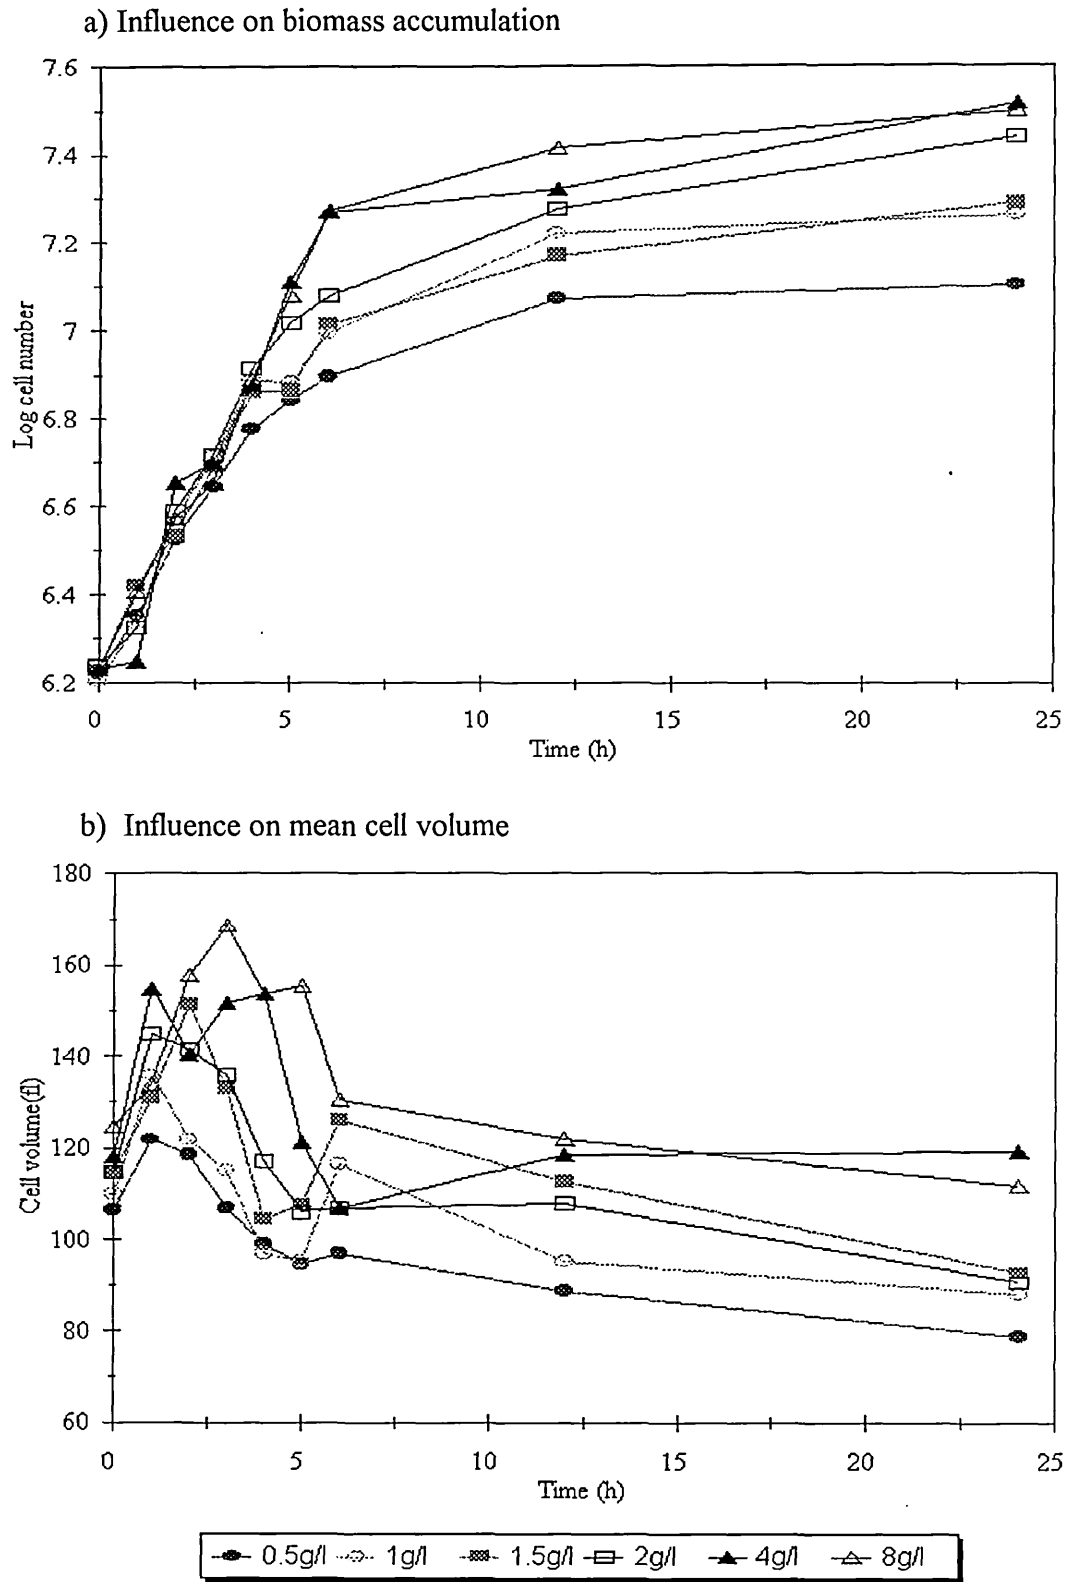 a) Influence on biomass accumulation
7.6
7.4
7.2
7
6.8
6.6
6.4
6.2
Log cell number
0 5 10 15 20 25
Time (h)
b) Influence on mean cell volume
180
160
140
120
100
80
60
Cell volume(fl)
0 5 10 15 20 25
Time (h)
0.5g/l 1g/l 1.5g/l 2g/l 4g/l 8g/l